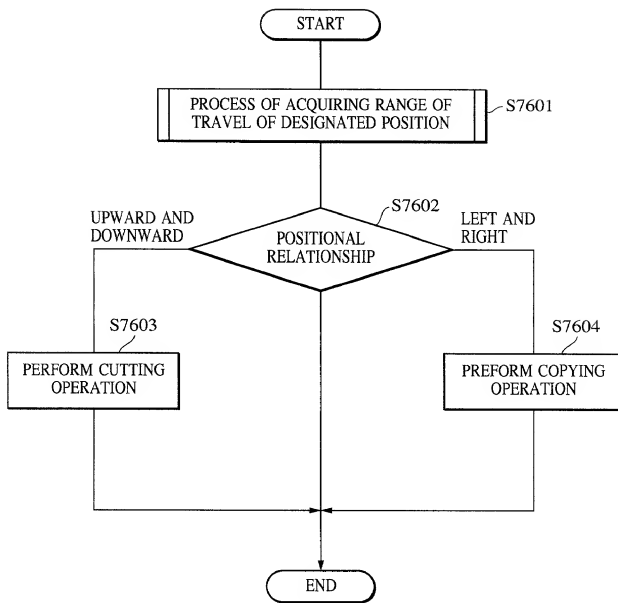 START
PROCESS OF ACQUIRING RANGE OF
TRAVEL OF DESIGNATED POSITION
S7601
S7602
UPWARD AND
DOWNWARD
POSITIONAL
RELATIONSHIP
LEFT AND
RIGHT
S7603
PERFORM CUTTING
OPERATION
S7604
PREFORM COPYING
OPERATION
END